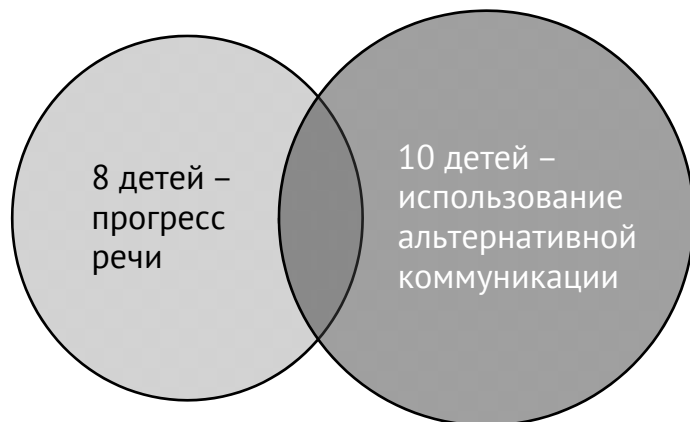 8 детей –
прогресс
речи
10 детей –
использование
альтернативной
коммуникации